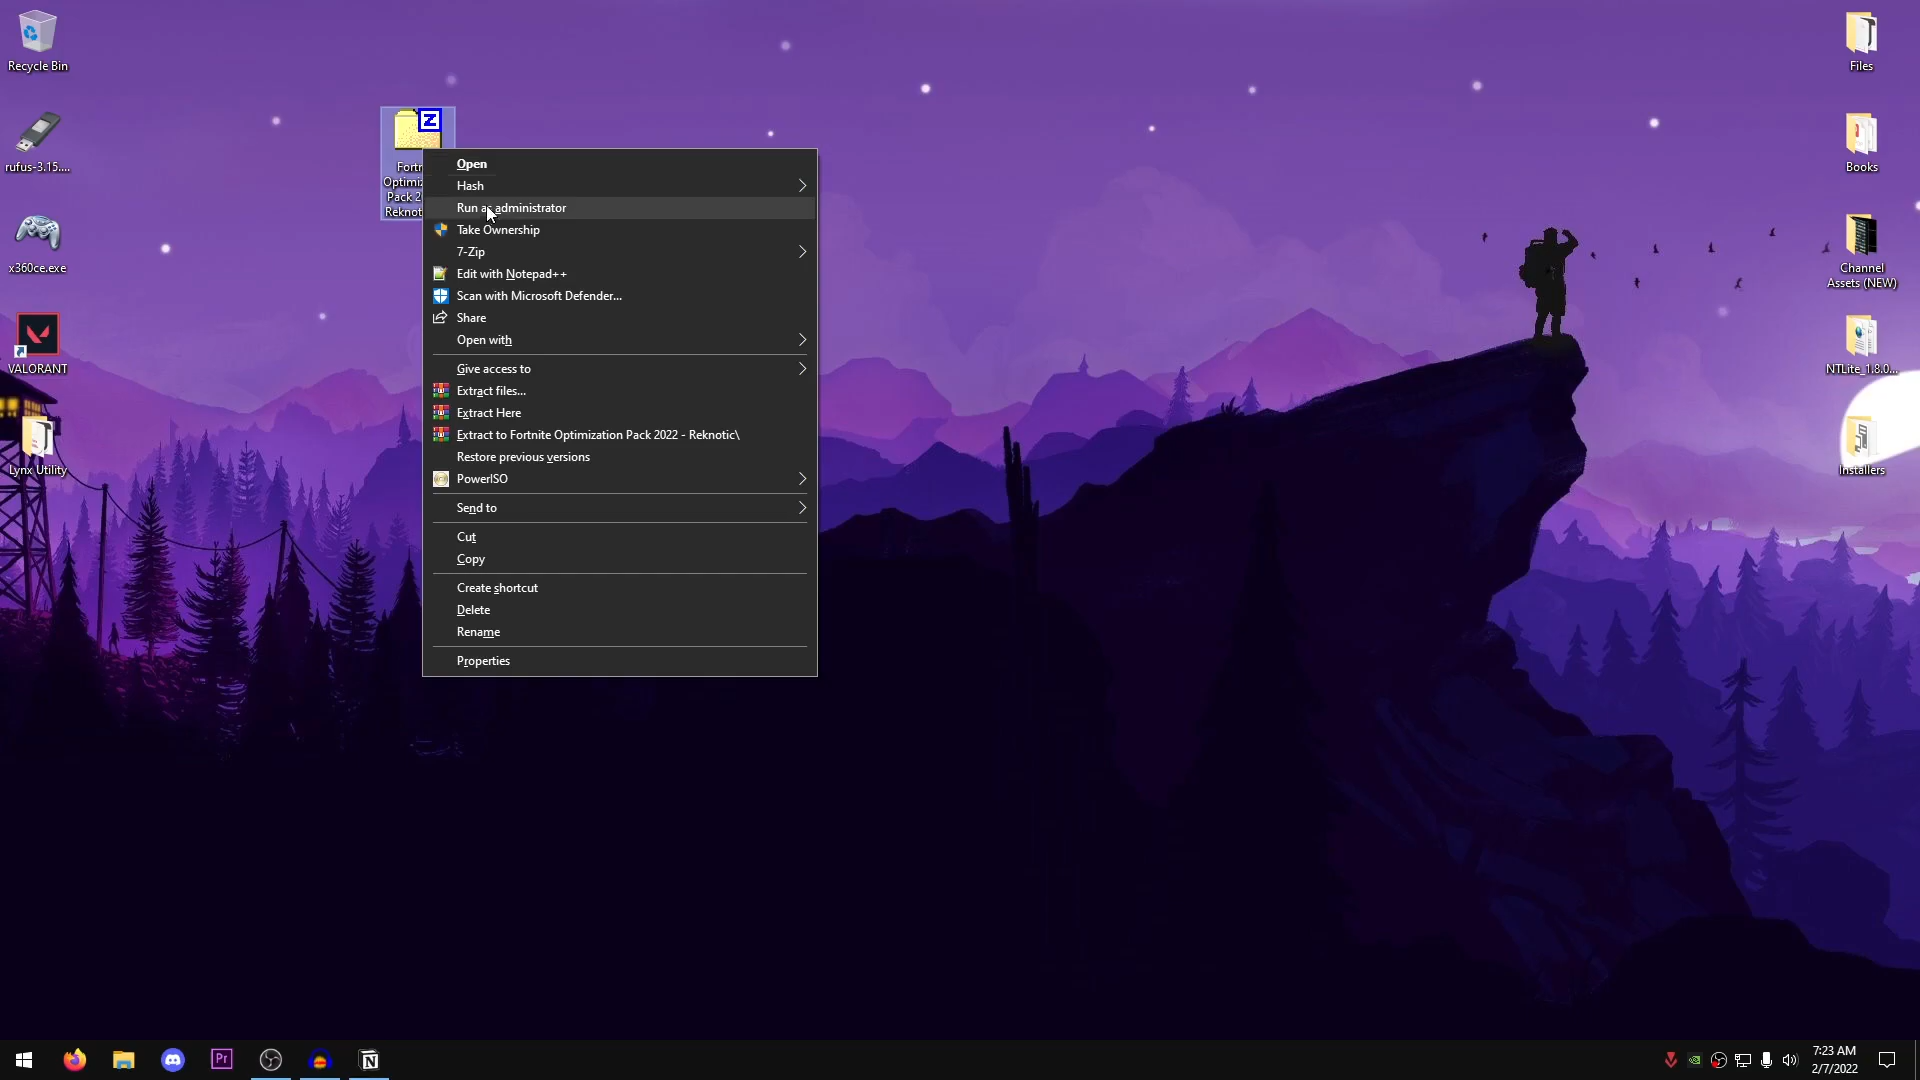 Recycle Bin
rufus-3.15....
x360ce.exe
VALORANT
Lynx Utility
Z
Fortn
Optimiz
Pack 2
Reknot
Open
Hash
Run as administrator
Take Ownership
7-Zip
Edit with Notepad++
Scan with Microsoft Defender...
Share
Open with
Give access to
Extract files...
Extract Here
Extract to Fortnite Optimization Pack 2022 - Reknotic\
Restore previous versions
PowerISO
Send to
Cut
Copy
Create shortcut
Delete
Rename
Properties
Files
Books
Channel
Assets (NEW)
NTLite_1.8.0...
Installers
Pr
N
7:23 AM
2/7/2022